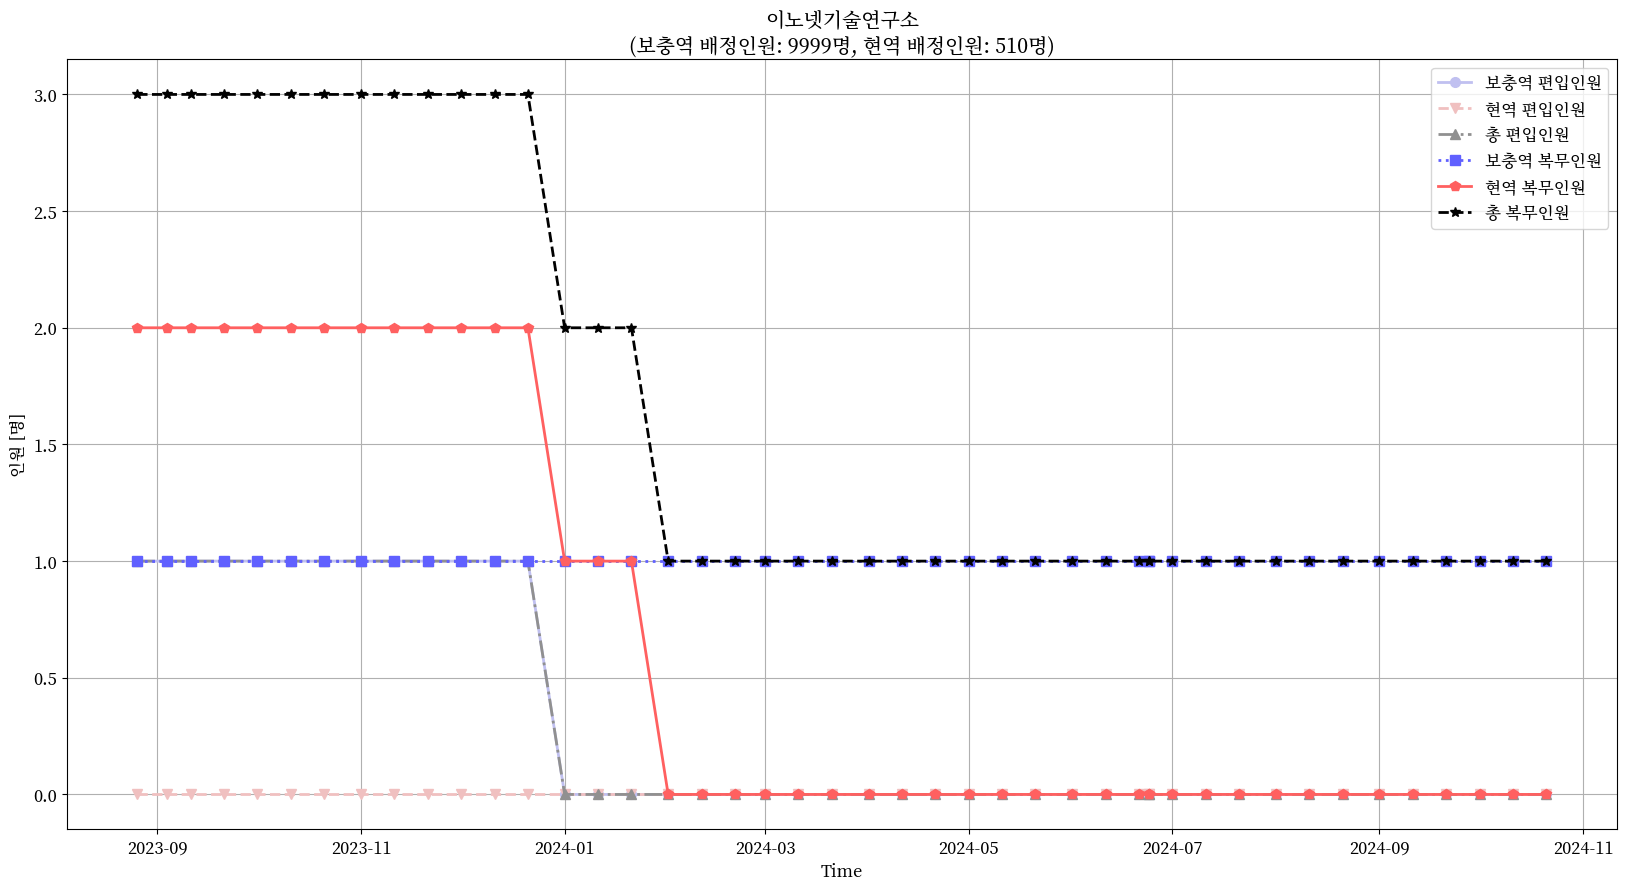 이노넷기술연구소
(보충역 배정인원: 9999명, 현역 배정인원: 510명)
보충역 편입인원
현역 편입인원
총 편입인원
보충역 복무인원
현역 복무인원
총 복무인원
인원 [명]
3.0
2.5
2.0
1.5
1.0
0.5
0.0
2023-09
2023-11
2024-01
2024-03
2024-05
2024-07
2024-09
2024-11
Time